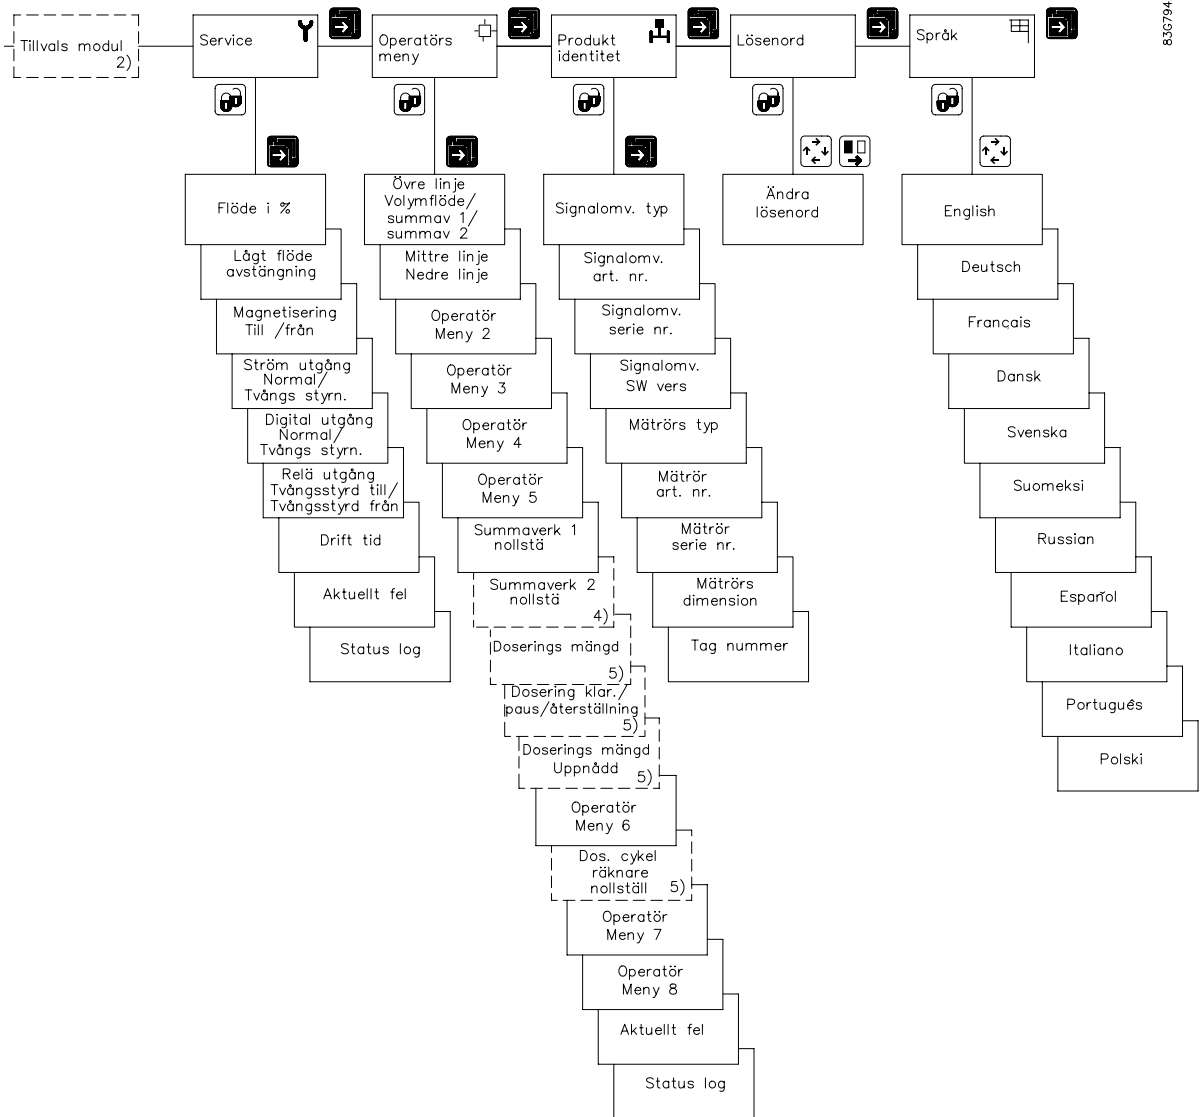 83G794
Tillvals modul
2)
Service
Operatörs
meny
Produkt
identitet
Lösenord
Språk
Flöde i %
Lågt flöde
avstängning
Magnetisering
Till /från
Ström utgång
Normal/
Tvångs styrn.
Digital utgång
Normal/
Tvångs styrn.
Relä utgång
Tvångsstyrd till/
Tvångsstyrd från
Drift tid
Aktuellt fel
Status log
Övre linje
Volymflöde/
summav 1/
summav 2
Mittre linje
Nedre linje
Operatör
Meny 2
Operatör
Meny 3
Operatör
Meny 4
Operatör
Meny 5
Summaverk 1
nollstä
Summaverk 2
nollstä
4)
Doserings mängd
5)
Dosering klar./
paus/återställning
5)
Doserings mängd
Uppnådd
5)
Operatör
Meny 6
Dos. cykel
räknare
nollställ 5)
Operatör
Meny 7
Operatör
Meny 8
Aktuellt fel
Status log
Signalomv. typ
Signalomv.
art. nr.
Signalomv.
serie nr.
Signalomv.
SW vers
Mätrörs typ
Mätrör
art. nr.
Mätrör
serie nr.
Mätrörs
dimension
Tag nummer
Ändra
lösenord
English
Deutsch
Francais
Dansk
Svenska
Suomeksi
Russian
Español
Italiano
Português
Polski